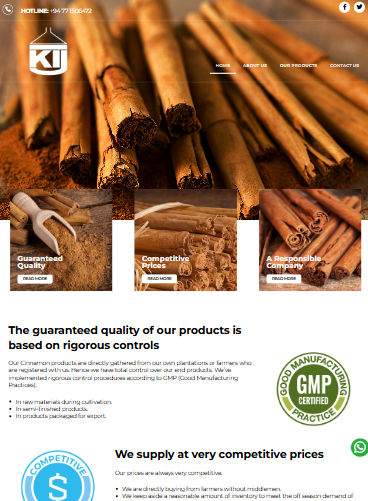 HOTLINE: +94 77 1506472
KI
HOME
ABOUT US
OUR PRODUCTS
CONTACT US
Guaranteed
Quality
READ MORE
Competitive
Prices
READ MORE
A Responsible
Company
READ MORE
The guaranteed quality of our products is
based on rigorous controls
Our Cinnamon products are directly gathered from our own plantations or farmers who
are registered with us. Hence we have total control over our end products. We've
implemented rigorous control procedures according to GMP (Good Manufacturing
Practices),
In raw materials during cultivation.
In semi-finished products.
In products packaged for export.
GOOD MANUFACTURING
GMP
CERTIFIED
PRACTICE
COMPETITIVE
$
We supply at very competitive prices
Our prices are always very competitive.
We are directly buying from farmers without middlemen.
We keep aside a reasonable amount of inventory to meet the off season demand of